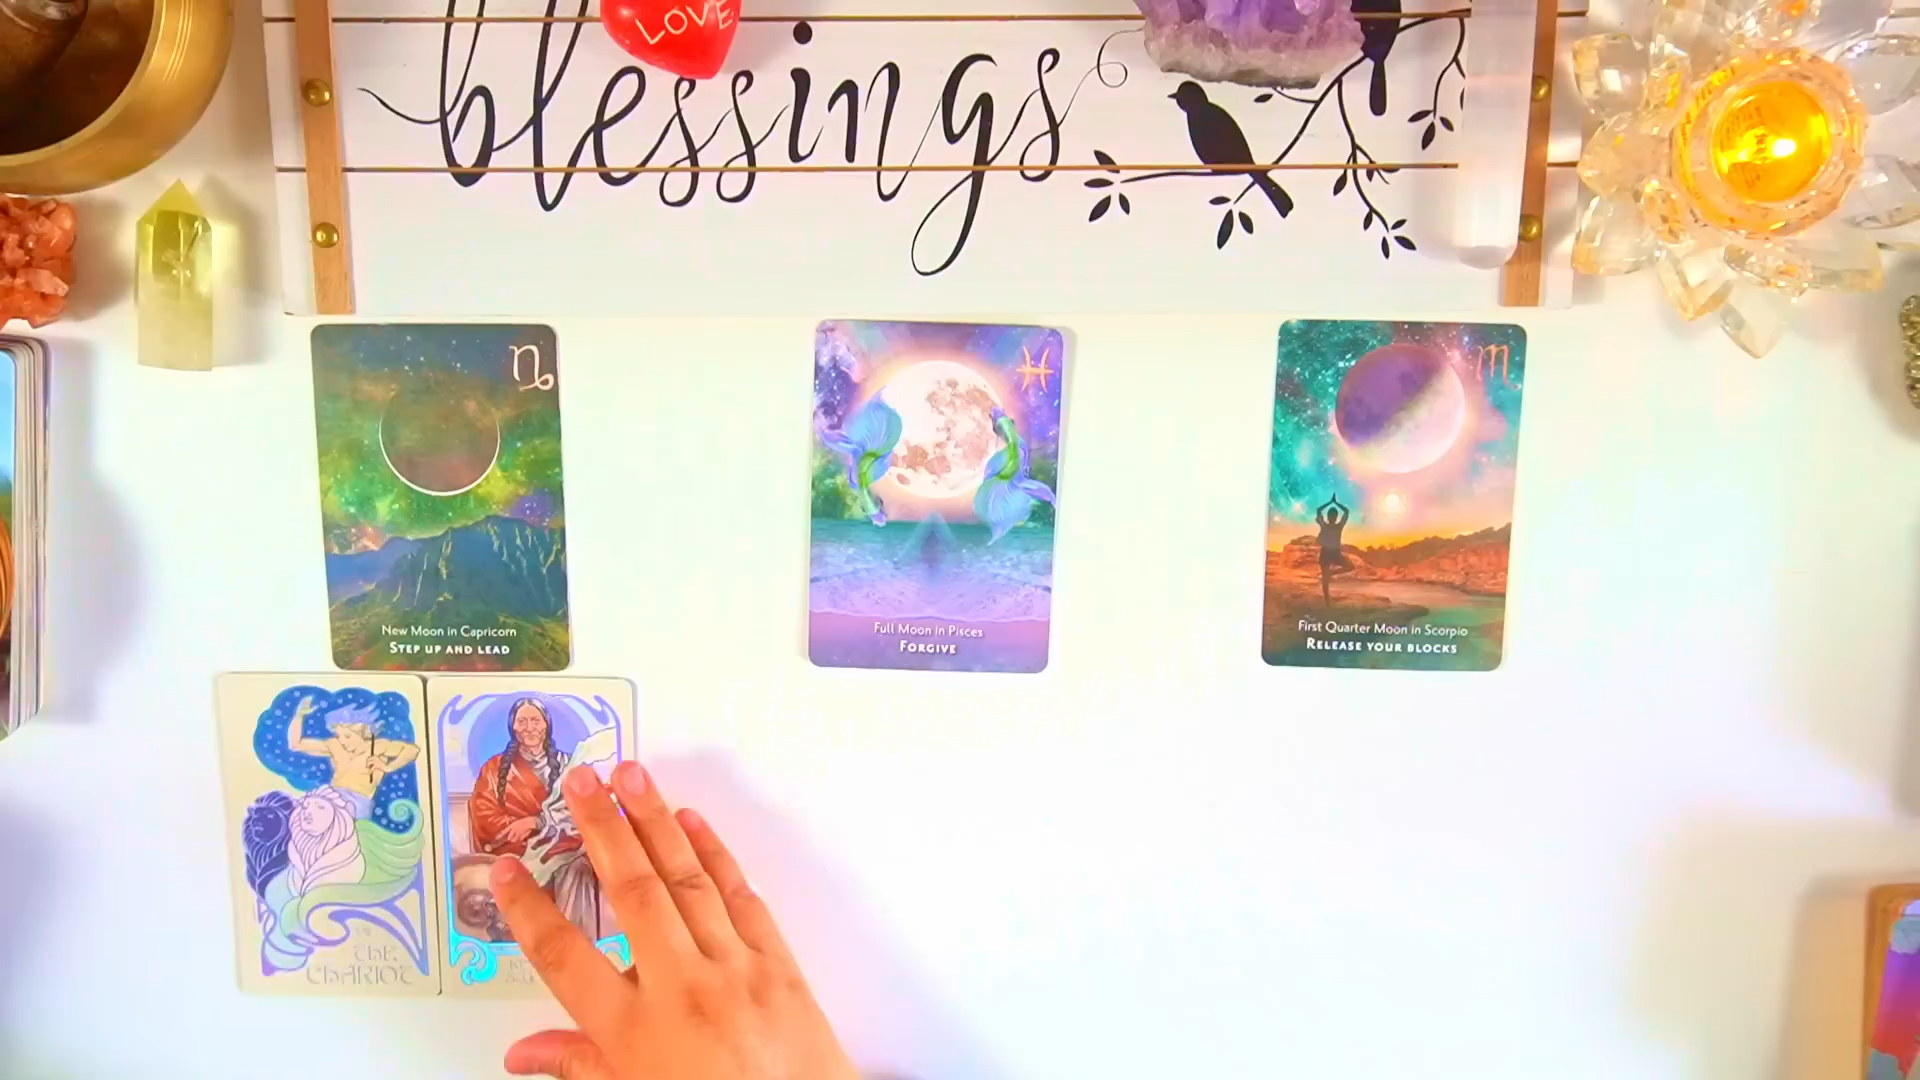 LOVE
blessings
New Moon in Capricorn
STEP UP AND LEAD
Full Moon in Pisces
FORGIVE
First Quarter Moon in Scorpio
RELEASE YOUR BLOCKS
THE
CHARIOT